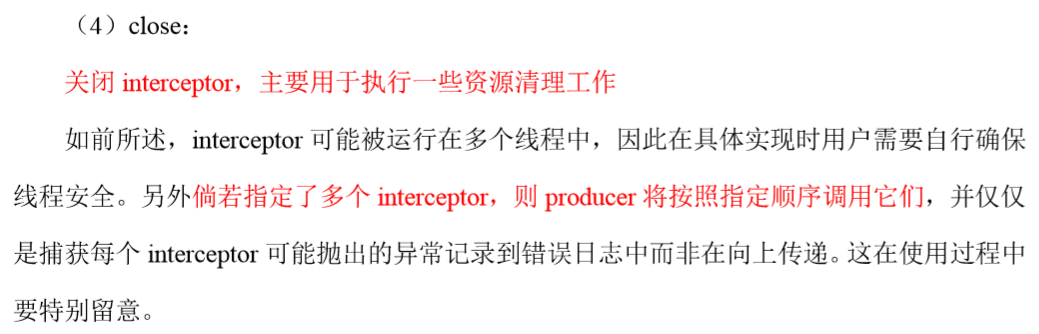 （4）close：
关闭 interceptor，主要用于执行一些资源清理工作
如前所述，interceptor 可能被运行在多个线程中，因此在具体实现时用户需要自行确保
线程安全。另外倘若指定了多个 interceptor，则 producer 将按照指定顺序调用它们，并仅仅
是捕获每个 interceptor 可能抛出的异常记录到错误日志中而非在向上传递。这在使用过程中
要特别留意。